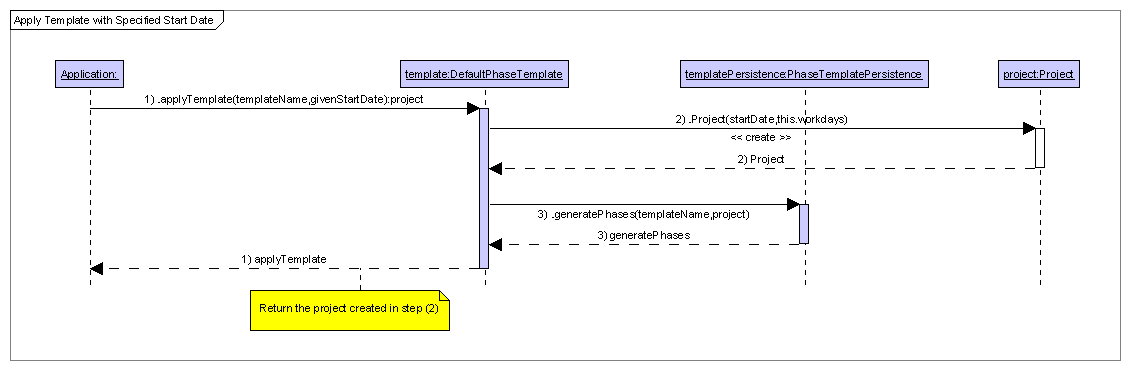 Apply Template with Specified Start Date
Application:
template:DefaultPhaseTemplate
templatePersistence:PhaseTemplatePersistence
project:Project
1) .applyTemplate(templateName,givenStartDate):project
2) .Project(startDate,this.workdays)
<< create >>
2) Project
3) .generatePhases(templateName,project)
3) generatePhases
1) applyTemplate
Return the project created in step (2)